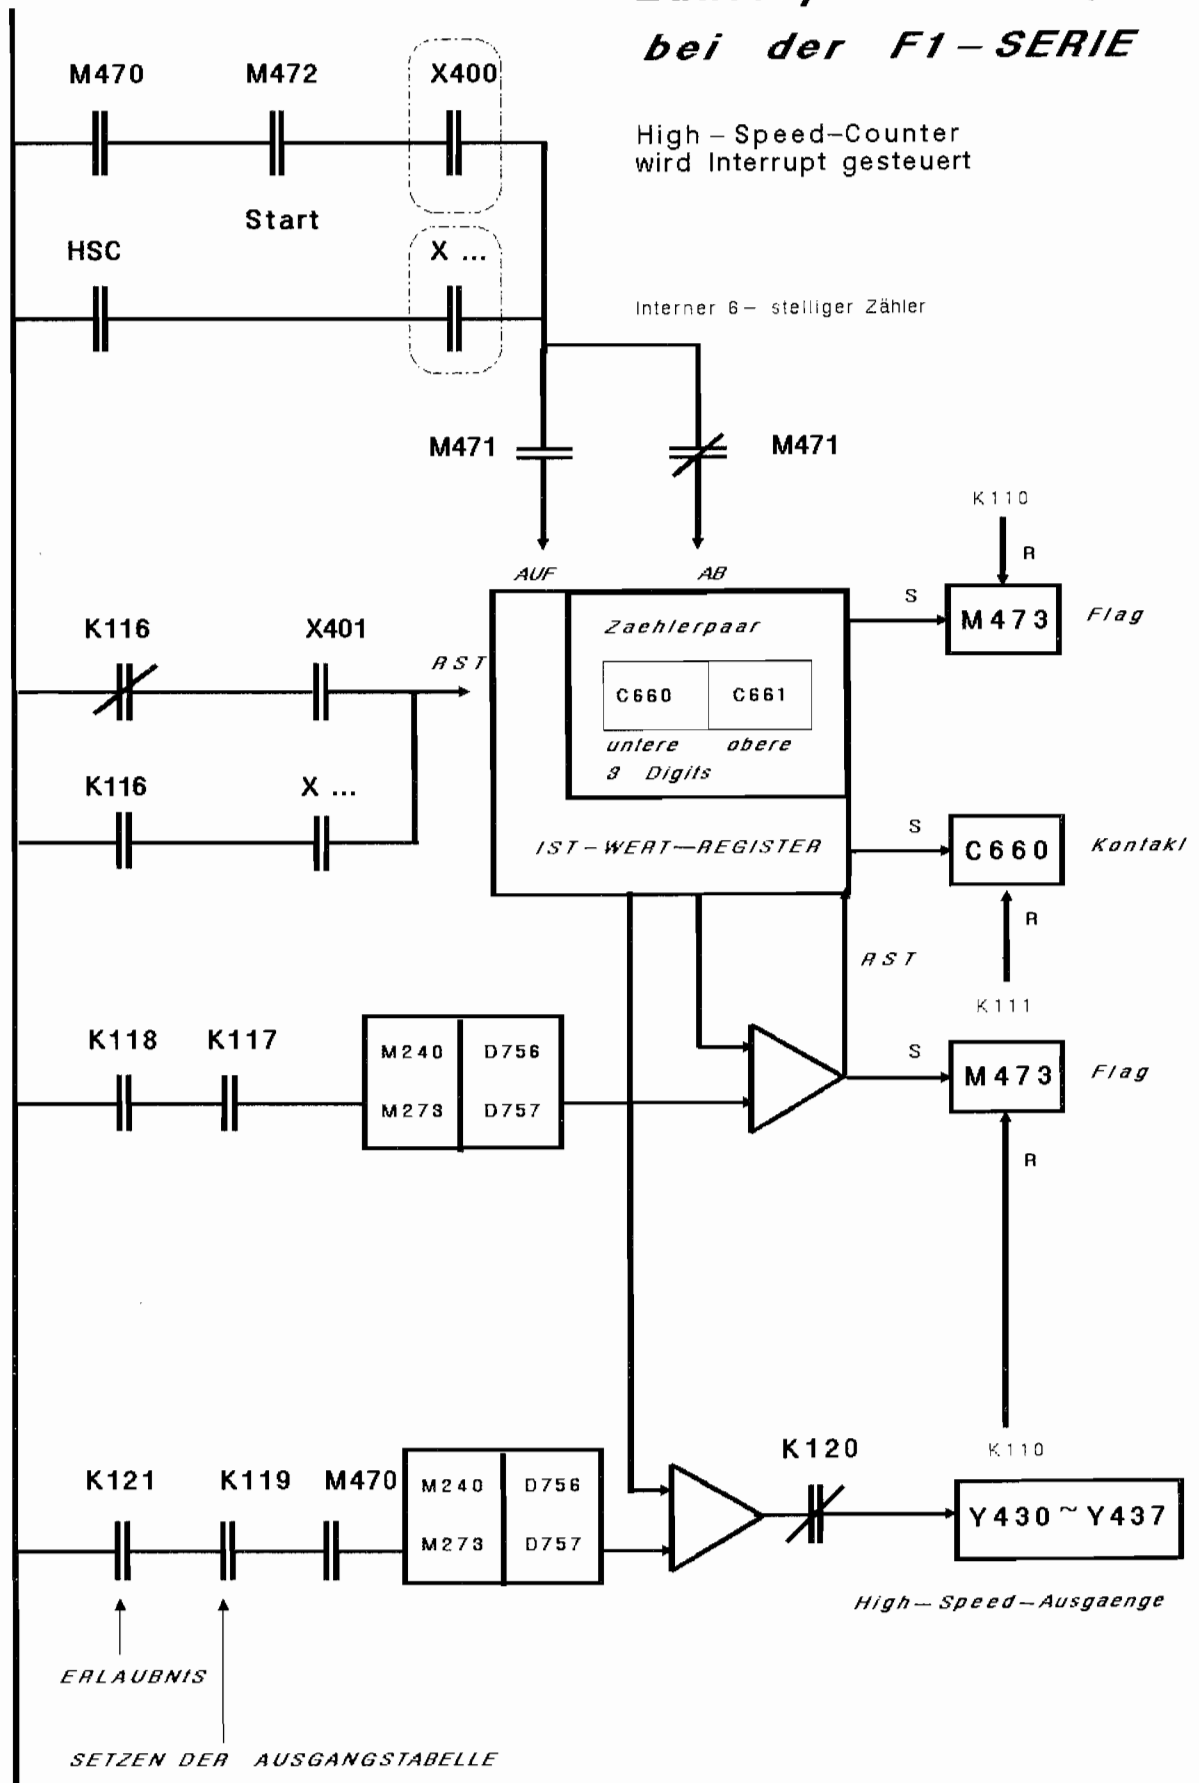 bei der F1-SERIE
M470 M472 X400
High-Speed-Counter
wird Interrupt gesteuert
Start
HSC X ...
Interner 6- stelliger Zähler
M471 M471
K110
R
AUF AB
S
M473 Flag
K116 X401
Zaehlerpaar
RST
C660 C661
untere obere
3 Digits
K116 X ...
S
IST-WERT-REGISTER
C660 Kontakt
R
RST
K111
K118 K117
M240 D756
S
M473 Flag
M273 D757
R
K120 K110
K121 K119 M470
M240 D756
Y430~Y437
M273 D757
High-Speed-Ausgaenge
ERLAUBNIS
SETZEN DER AUSGANGSTABELLE